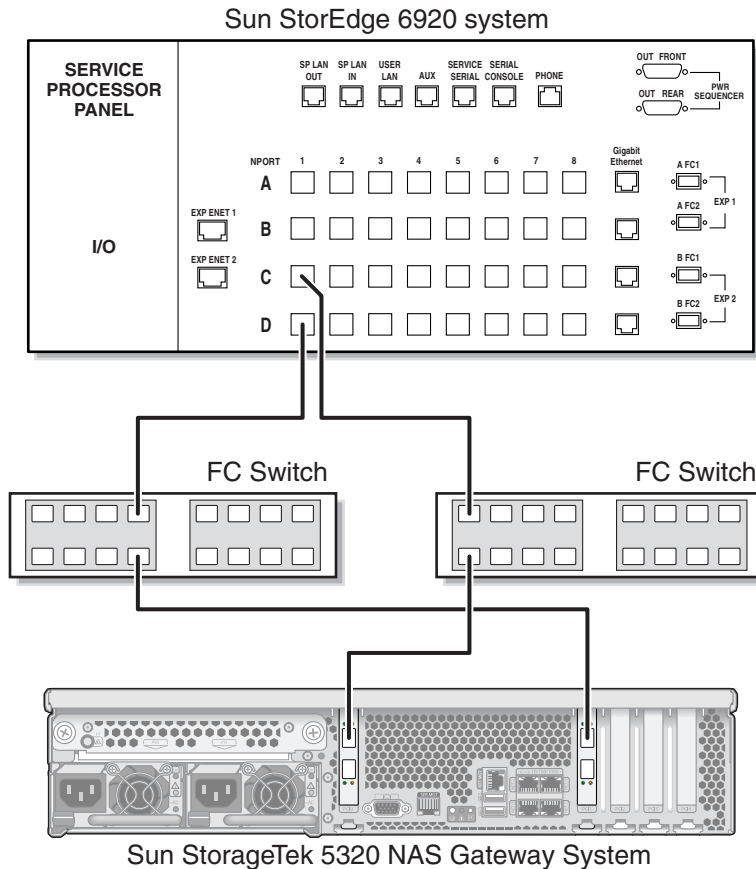 Sun StorEdge 6920 system
SERVICE
PROCESSOR
PANEL
I/O
SP LAN
OUT
SP LAN
IN
USER
LAN
AUX
SERVICE
SERIAL
SERIAL
CONSOLE
PHONE
OUT FRONT
OUT REAR
PWR
SEQUENCER
NPORT 1 2 3 4 5 6 7 8
Gigabit
Ethernet
A
B
C
D
EXP ENET 1
EXP ENET 2
A FC1
A FC2
EXP 1
B FC1
B FC2
EXP 2
FC Switch
FC Switch
Sun StorageTek 5320 NAS Gateway System